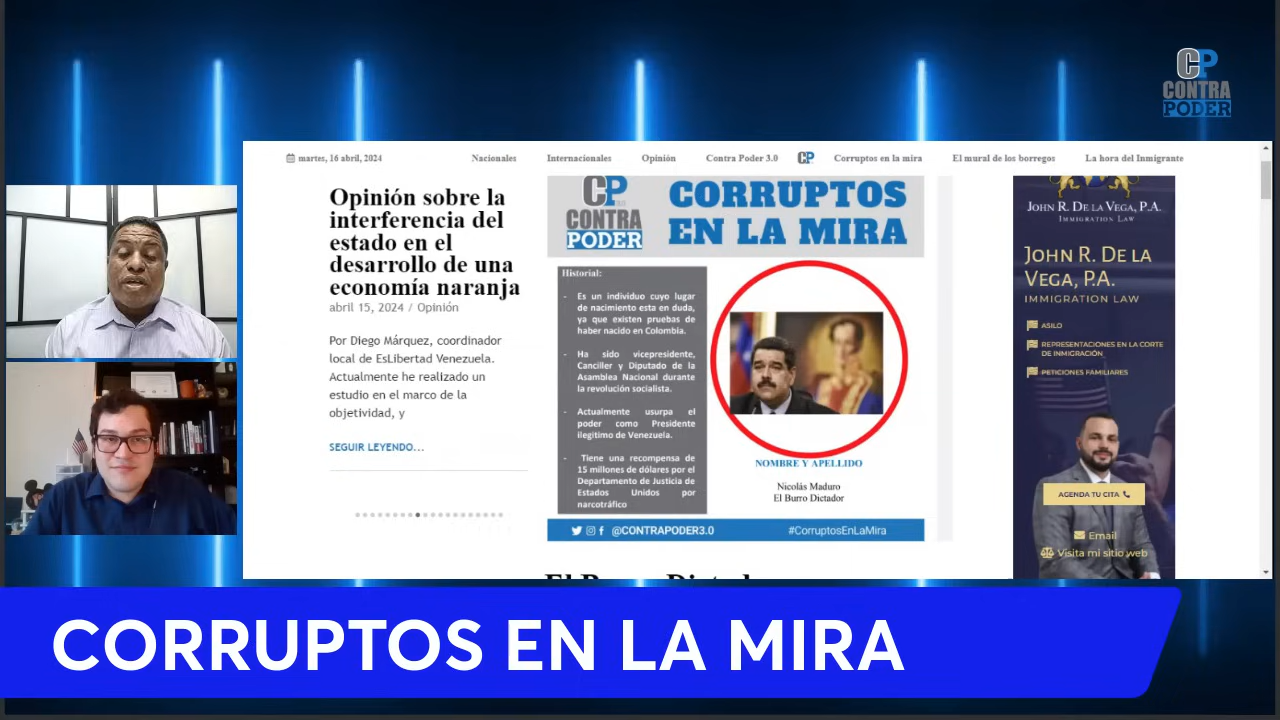 CP
CONTRA
PODER
martes, 16 abril, 2024
Nacionales
Internacionales
Opinión
Contra Poder 3.0
CP
Corruptos en la mira
El mural de los borregos
La hora del Inmigrante
Opinión sobre la
interferencia del
estado en el
desarrollo de una
economía naranja
abril 15, 2024 / Opinión
Por Diego Márquez, coordinador
local de EsLibertad Venezuela.
Actualmente he realizado un
estudio en el marco de la
objetividad, y
SEGUIR LEYENDO...
CP
CONTRA
PODER
CORRUPTOS
EN LA MIRA
Historial:
- Es un individuo cuyo lugar
de nacimiento esta en duda,
ya que existen pruebas de
haber nacido en Colombia.
- Ha sido vicepresidente,
Canciller y Diputado de la
Asamblea Nacional durante
la revolución socialista.
- Actualmente usurpa el
poder como Presidente
ilegitimo de Venezuela.
- Tiene una recompensa de
15 millones de dólares por el
Departamento de Justicia de
Estados Unidos por
narcotráfico
NOMBRE Y APELLIDO
Nicolás Maduro
El Burro Dictador
@CONTRAPODER3.0
#CorruptosEnLaMira
JOHN R. DE LA VEGA, P.A.
IMMIGRATION LAW
JOHN R. DE LA
VEGA, P.A.
IMMIGRATION LAW
ASILO
REPRESENTACIONES EN LA CORTE
DE INMIGRACIÓN
PETICIONES FAMILIARES
AGENDA TU CITA
Email
Visita mi sitio web
CORRUPTOS EN LA MIRA